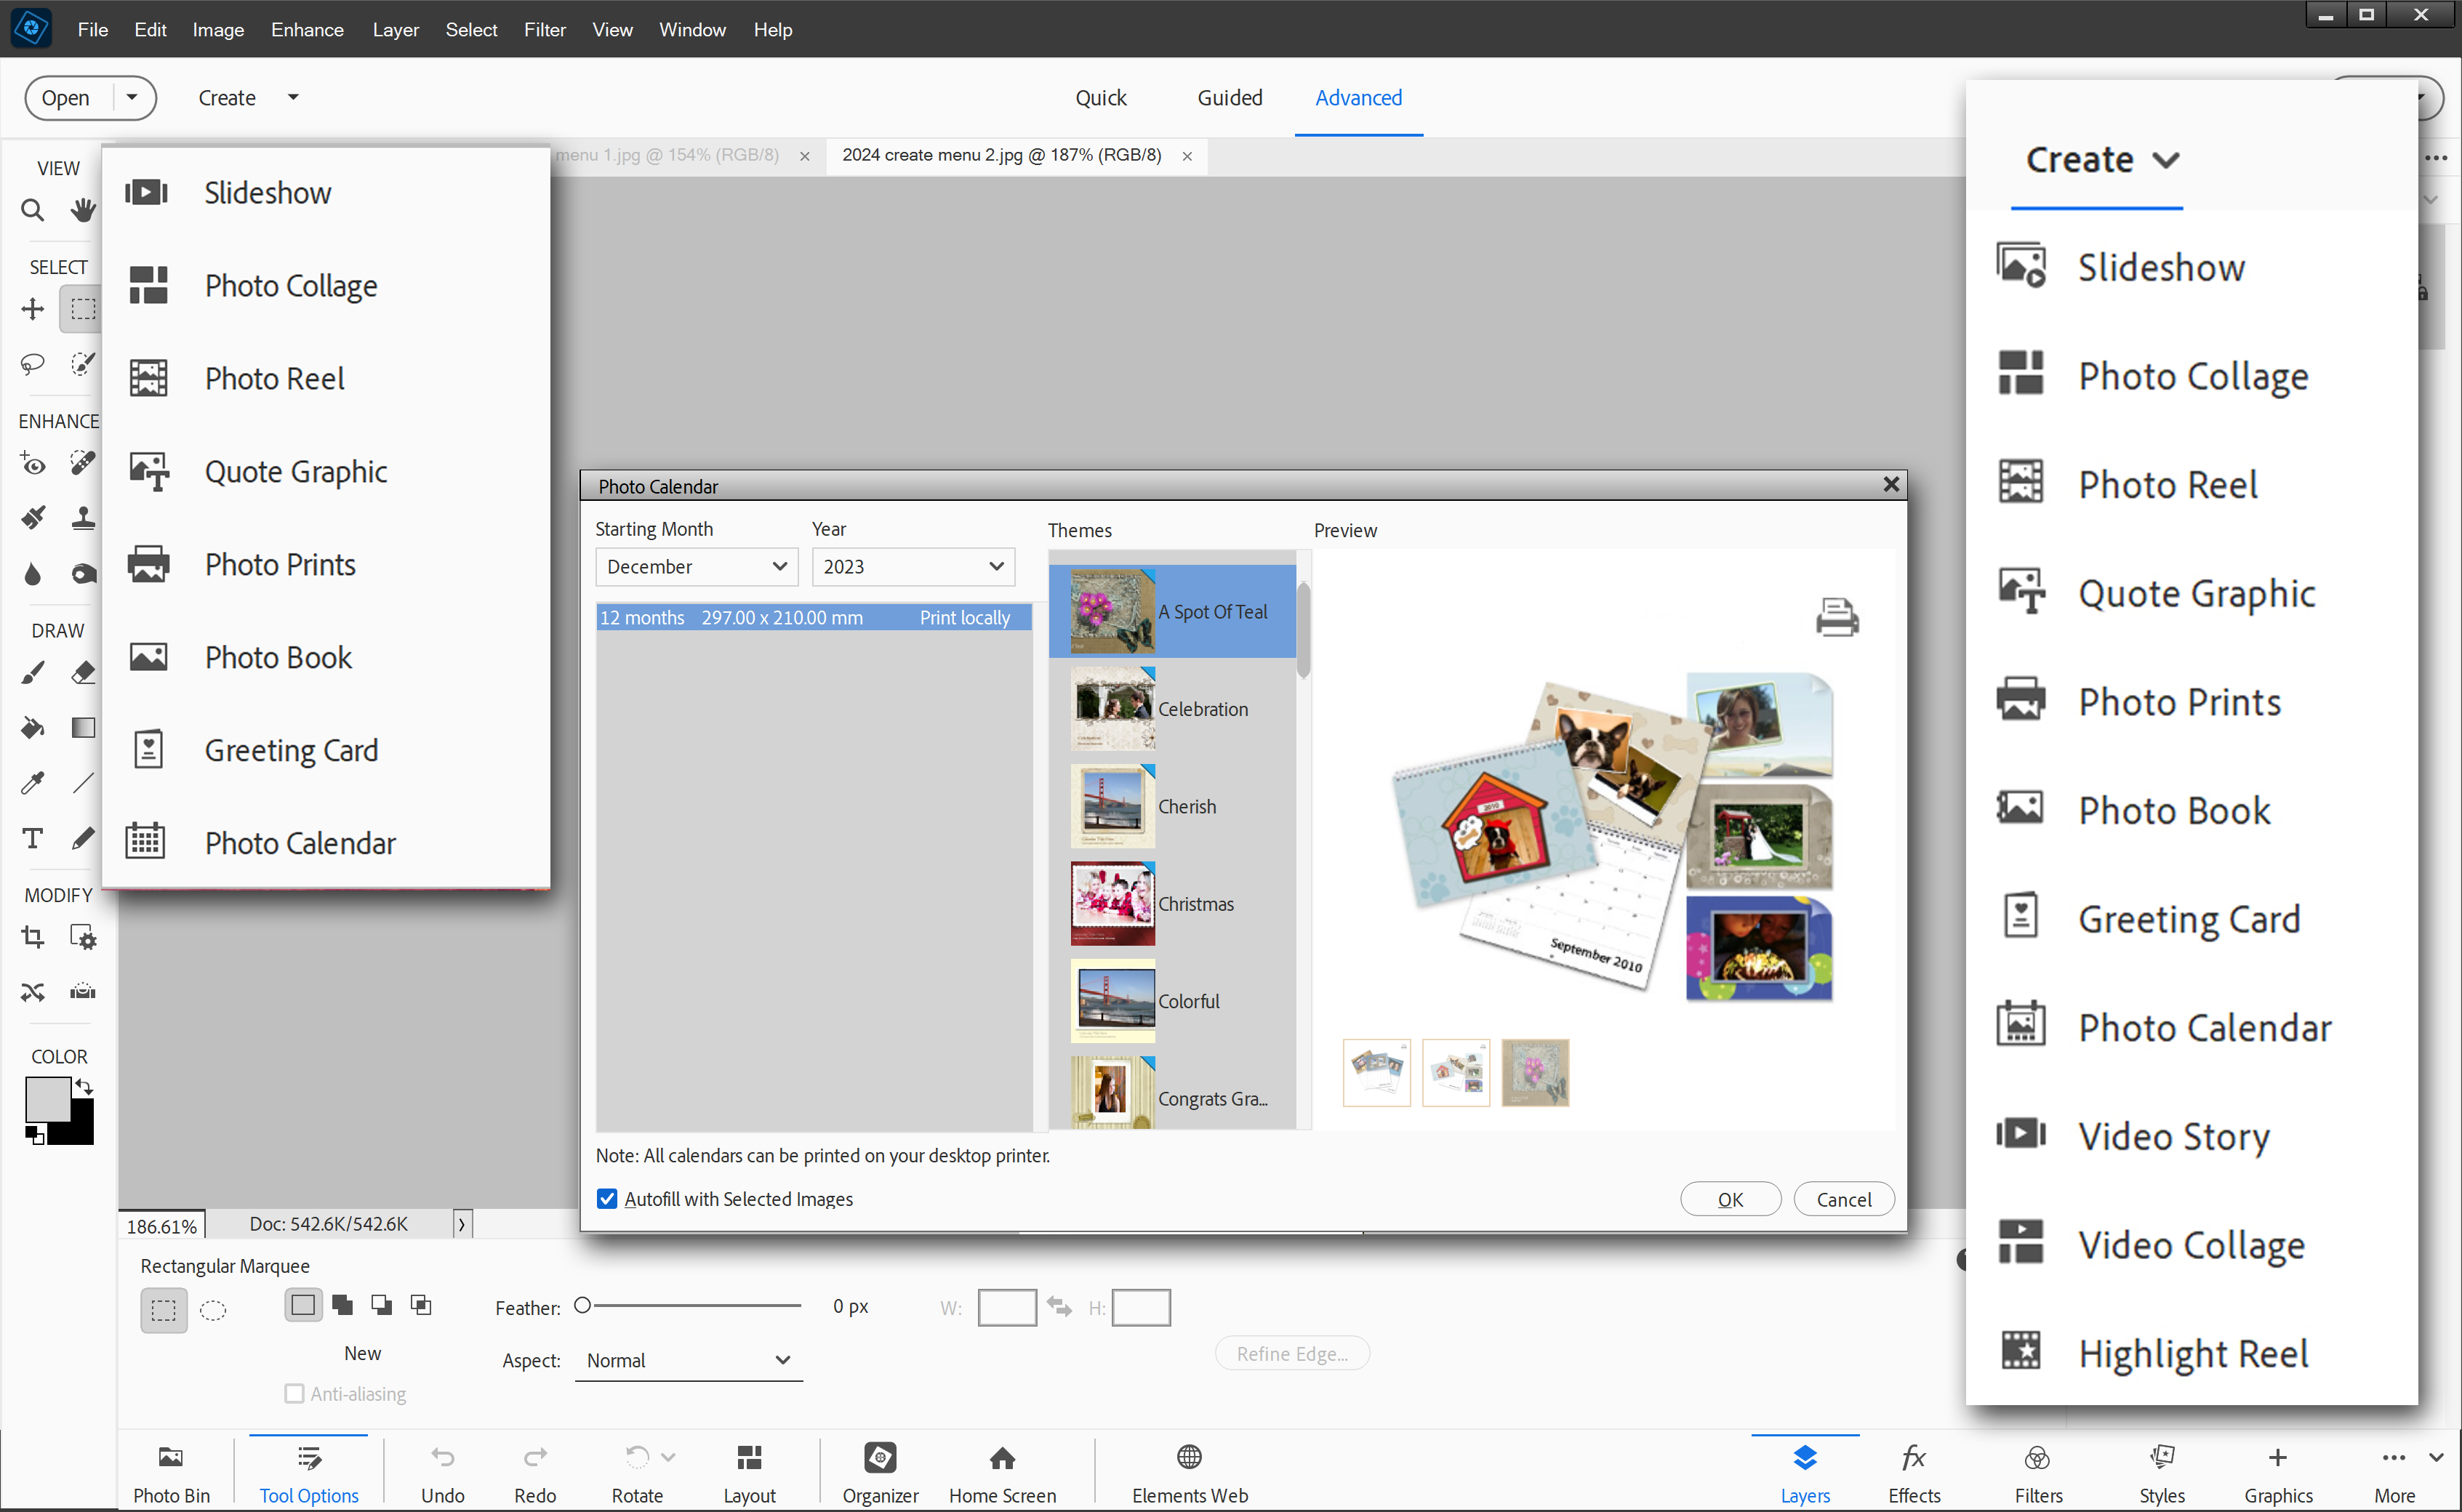 File Edit Image Enhance Layer Select Filter View Window Help
Open Create Quick Guided Advanced
menu 1.jpg @ 154% (RGB/8) 2024 create menu 2.jpg @ 187% (RGB/8)
VIEW
SELECT
ENHANCE
DRAW
T
MODIFY
COLOR
Slideshow
Photo Collage
Photo Reel
Quote Graphic
Photo Prints
Photo Book
Greeting Card
Photo Calendar
Photo Calendar
Starting Month Year Themes Preview
December 2023
12 months 297.00 x 210.00 mm Print locally
A Spot Of Teal
Celebration
Cherish
Christmas
Colorful
Congrats Gra...
2010
September 2010
Note: All calendars can be printed on your desktop printer.
Autofill with Selected Images
OK Cancel
Create
Slideshow
Photo Collage
Photo Reel
Quote Graphic
Photo Prints
Photo Book
Greeting Card
Photo Calendar
Video Story
Video Collage
Highlight Reel
186.61% Doc: 542.6K/542.6K
Rectangular Marquee
Feather: 0 px W: H:
New
Aspect: Normal
Refine Edge...
Anti-aliasing
Photo Bin Tool Options Undo Redo Rotate Layout Organizer Home Screen Elements Web Layers Effects Filters Styles Graphics More